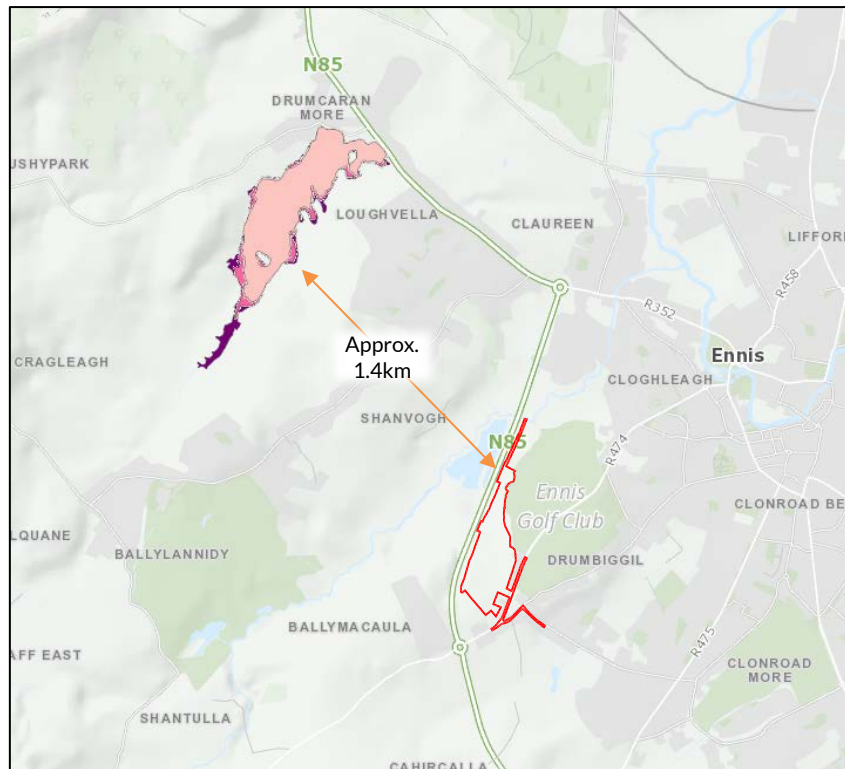 N85
DRUMCARAN
MORE
USHYPARK
LOUGHVELLA
CLAUREEN
LIFFOR
R458
R352
Approx.
1.4km
Ennis
CRAGLEAGH
CLOGHLEAGH
SHANVOGH
N85
R474
Ennis
Golf Club
CLONROAD BE
LQUANE
BALLYLANNIDY
DRUMBIGGIL
BALLYMACAULA
R475
AFF EAST
CLONROAD
MORE
SHANTULLA
CAHIRCALLA